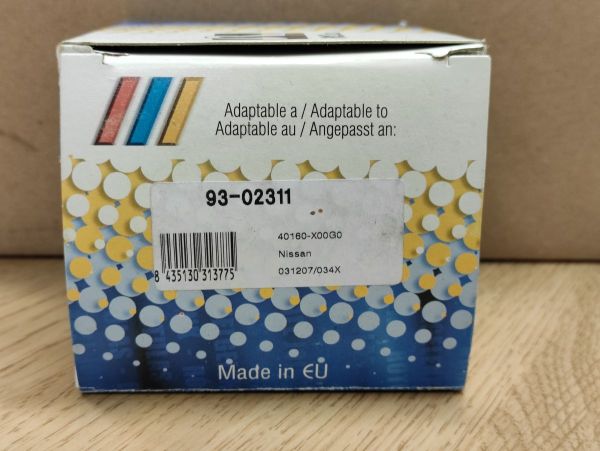 Adaptable a / Adaptable to
Adaptable au / Angepasst an:
93-02311
40160-X00G0
Nissan
031207/034X
8 435130 313775
Made in EU